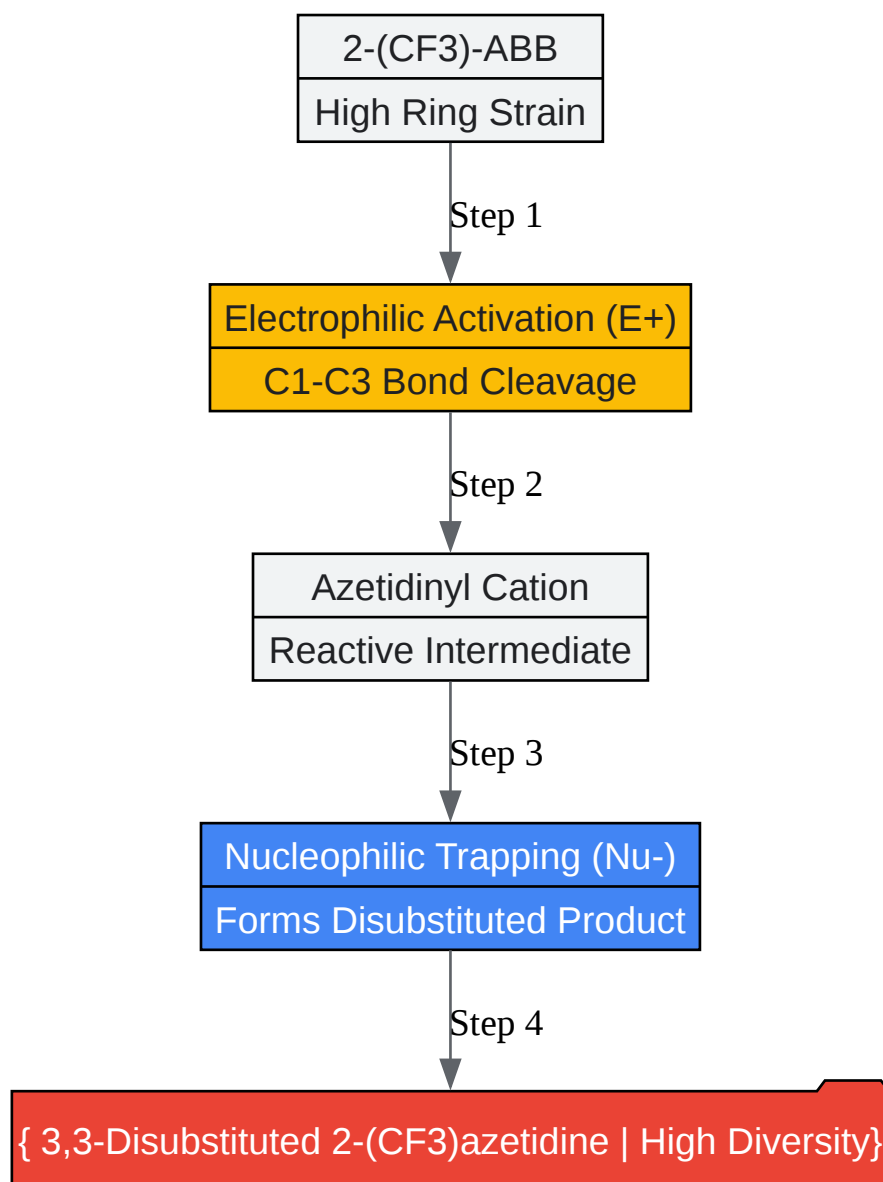 2-(CF3)-ABB
High Ring Strain
Step 1
Electrophilic Activation (E+)
C1-C3 Bond Cleavage
Step 2
Azetidinyl Cation
Reactive Intermediate
Step 3
Nucleophilic Trapping (Nu-)
Forms Disubstituted Product
Step 4
{ 3,3-Disubstituted 2-(CF3)azetidine | High Diversity}